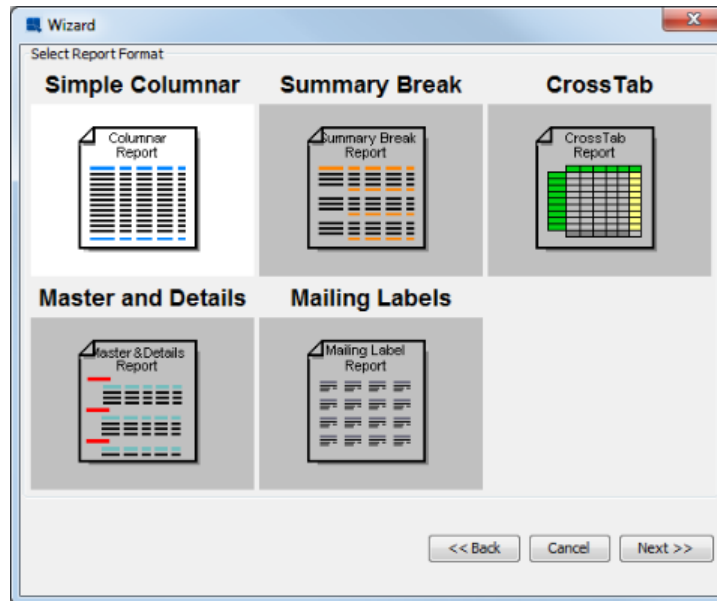 Wizard
Select Report Format
Simple Columnar
Summary Break
CrossTab
Columnar
Report
Summary Break
Report
CrossTab
Report
Master and Details
Mailing Labels
Master &Details
Report
Mailing Label
Report
<< Back
Cancel
Next >>